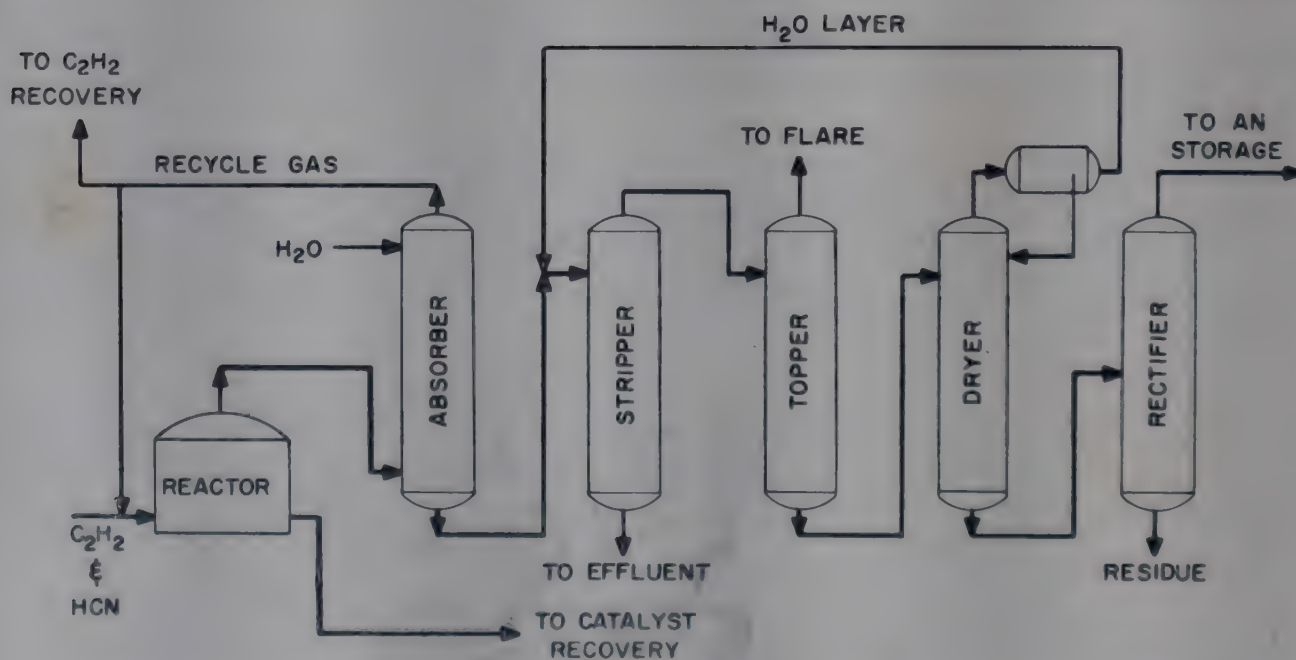 H₂O LAYER
TO C₂H₂
RECOVERY
TO FLARE
TO AN
STORAGE
RECYCLE GAS
H₂O
ABSORBER
STRIPPER
TOPPER
DRYER
RECTIFIER
REACTOR
C₂H₂
&
HCN
TO EFFLUENT
RESIDUE
TO CATALYST
RECOVERY